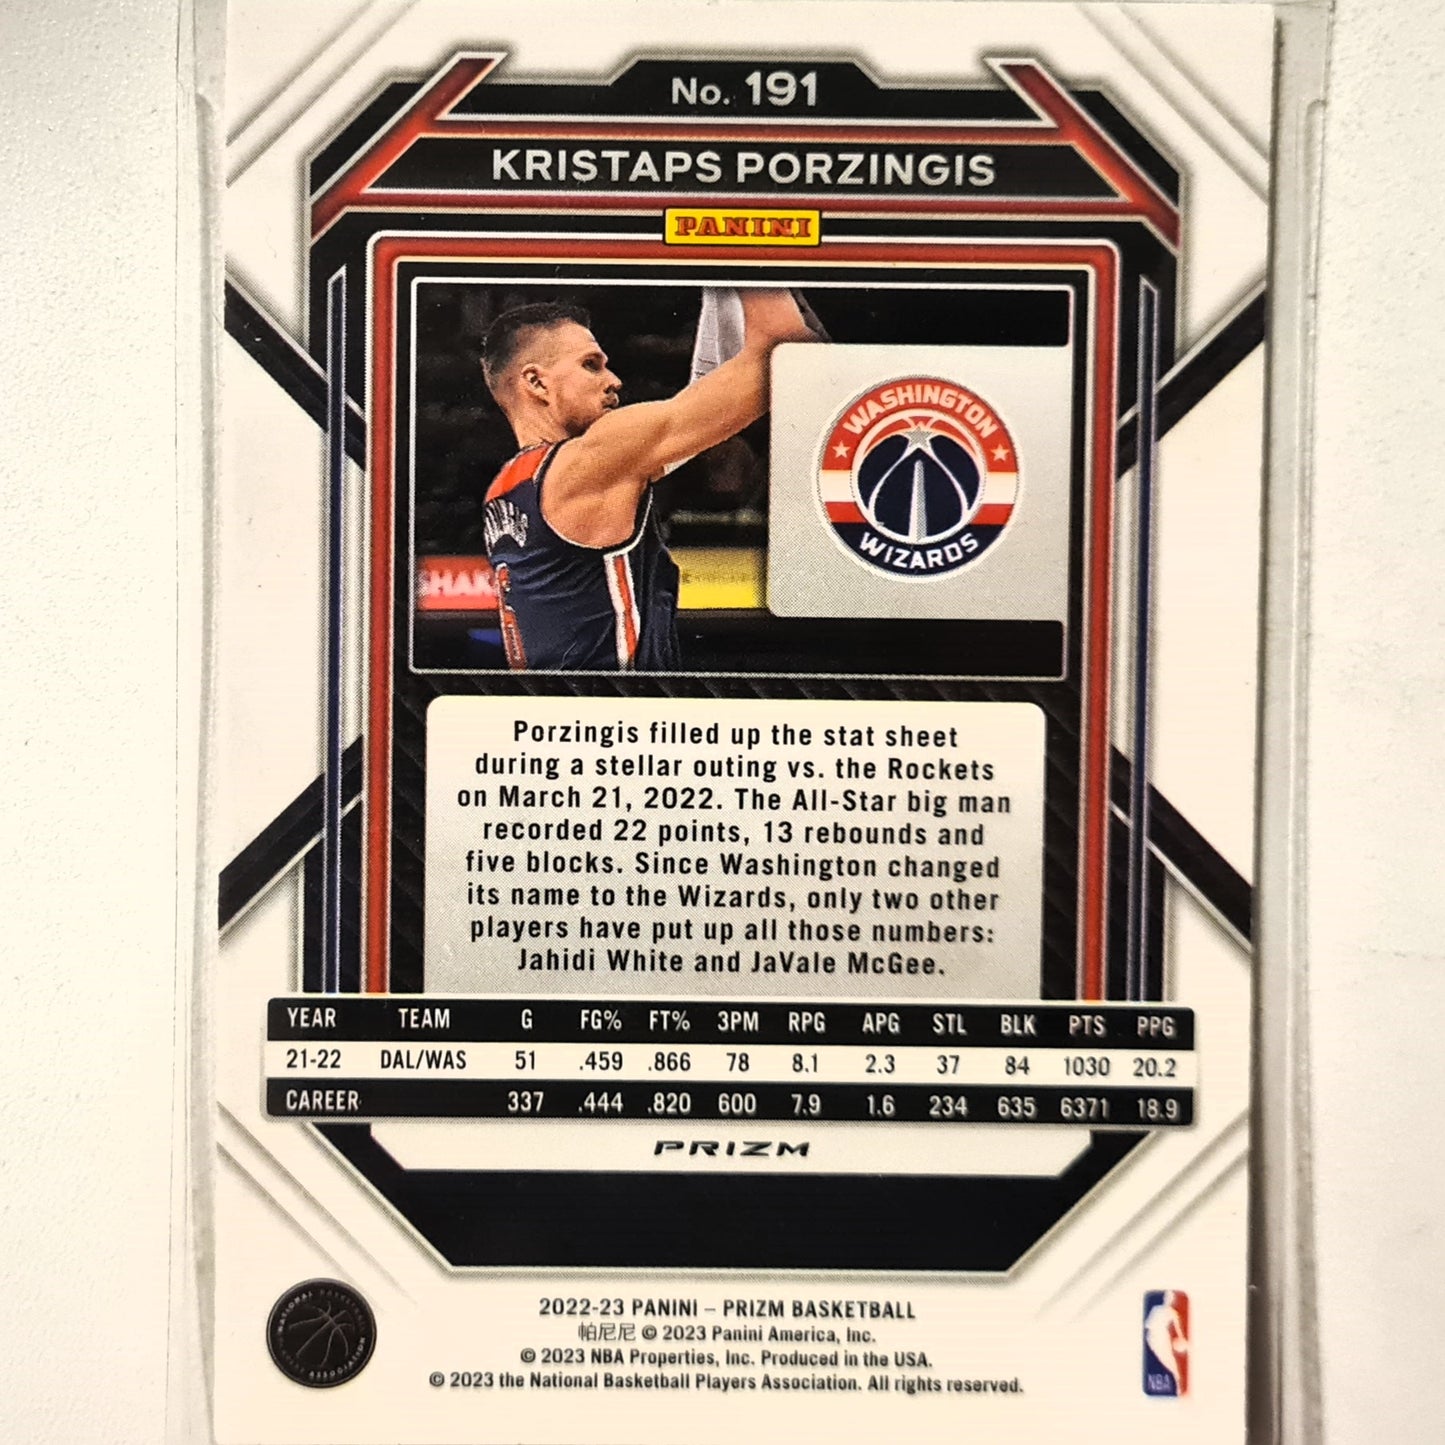 No. 191
KRISTAPS PORZINGIS
PANINI
WASHINGTON
WIZARDS
SHAK
Porzingis filled up the stat sheet
during a stellar outing vs. the Rockets
on March 21, 2022. The All-Star big man
recorded 22 points, 13 rebounds and
five blocks. Since Washington changed
its name to the Wizards, only two other
players have put up all those numbers:
Jahidi White and JaVale McGee.
YEAR TEAM G FG% FT% 3PM RPG APG STL BLK PTS PPG
21-22 DAL/WAS 51 .459 .866 78 8.1 2.3 37 84 1030 20.2
CAREER 337 .444 .820 600 7.9 1.6 234 635 6371 18.9
PRIZM
NATIONAL BASKETBALL
PLAYERS ASSOCIATION
2022-23 PANINI – PRIZM BASKETBALL
帕尼尼 © 2023 Panini America, Inc.
© 2023 NBA Properties, Inc. Produced in the USA.
© 2023 the National Basketball Players Association. All rights reserved.
NBA